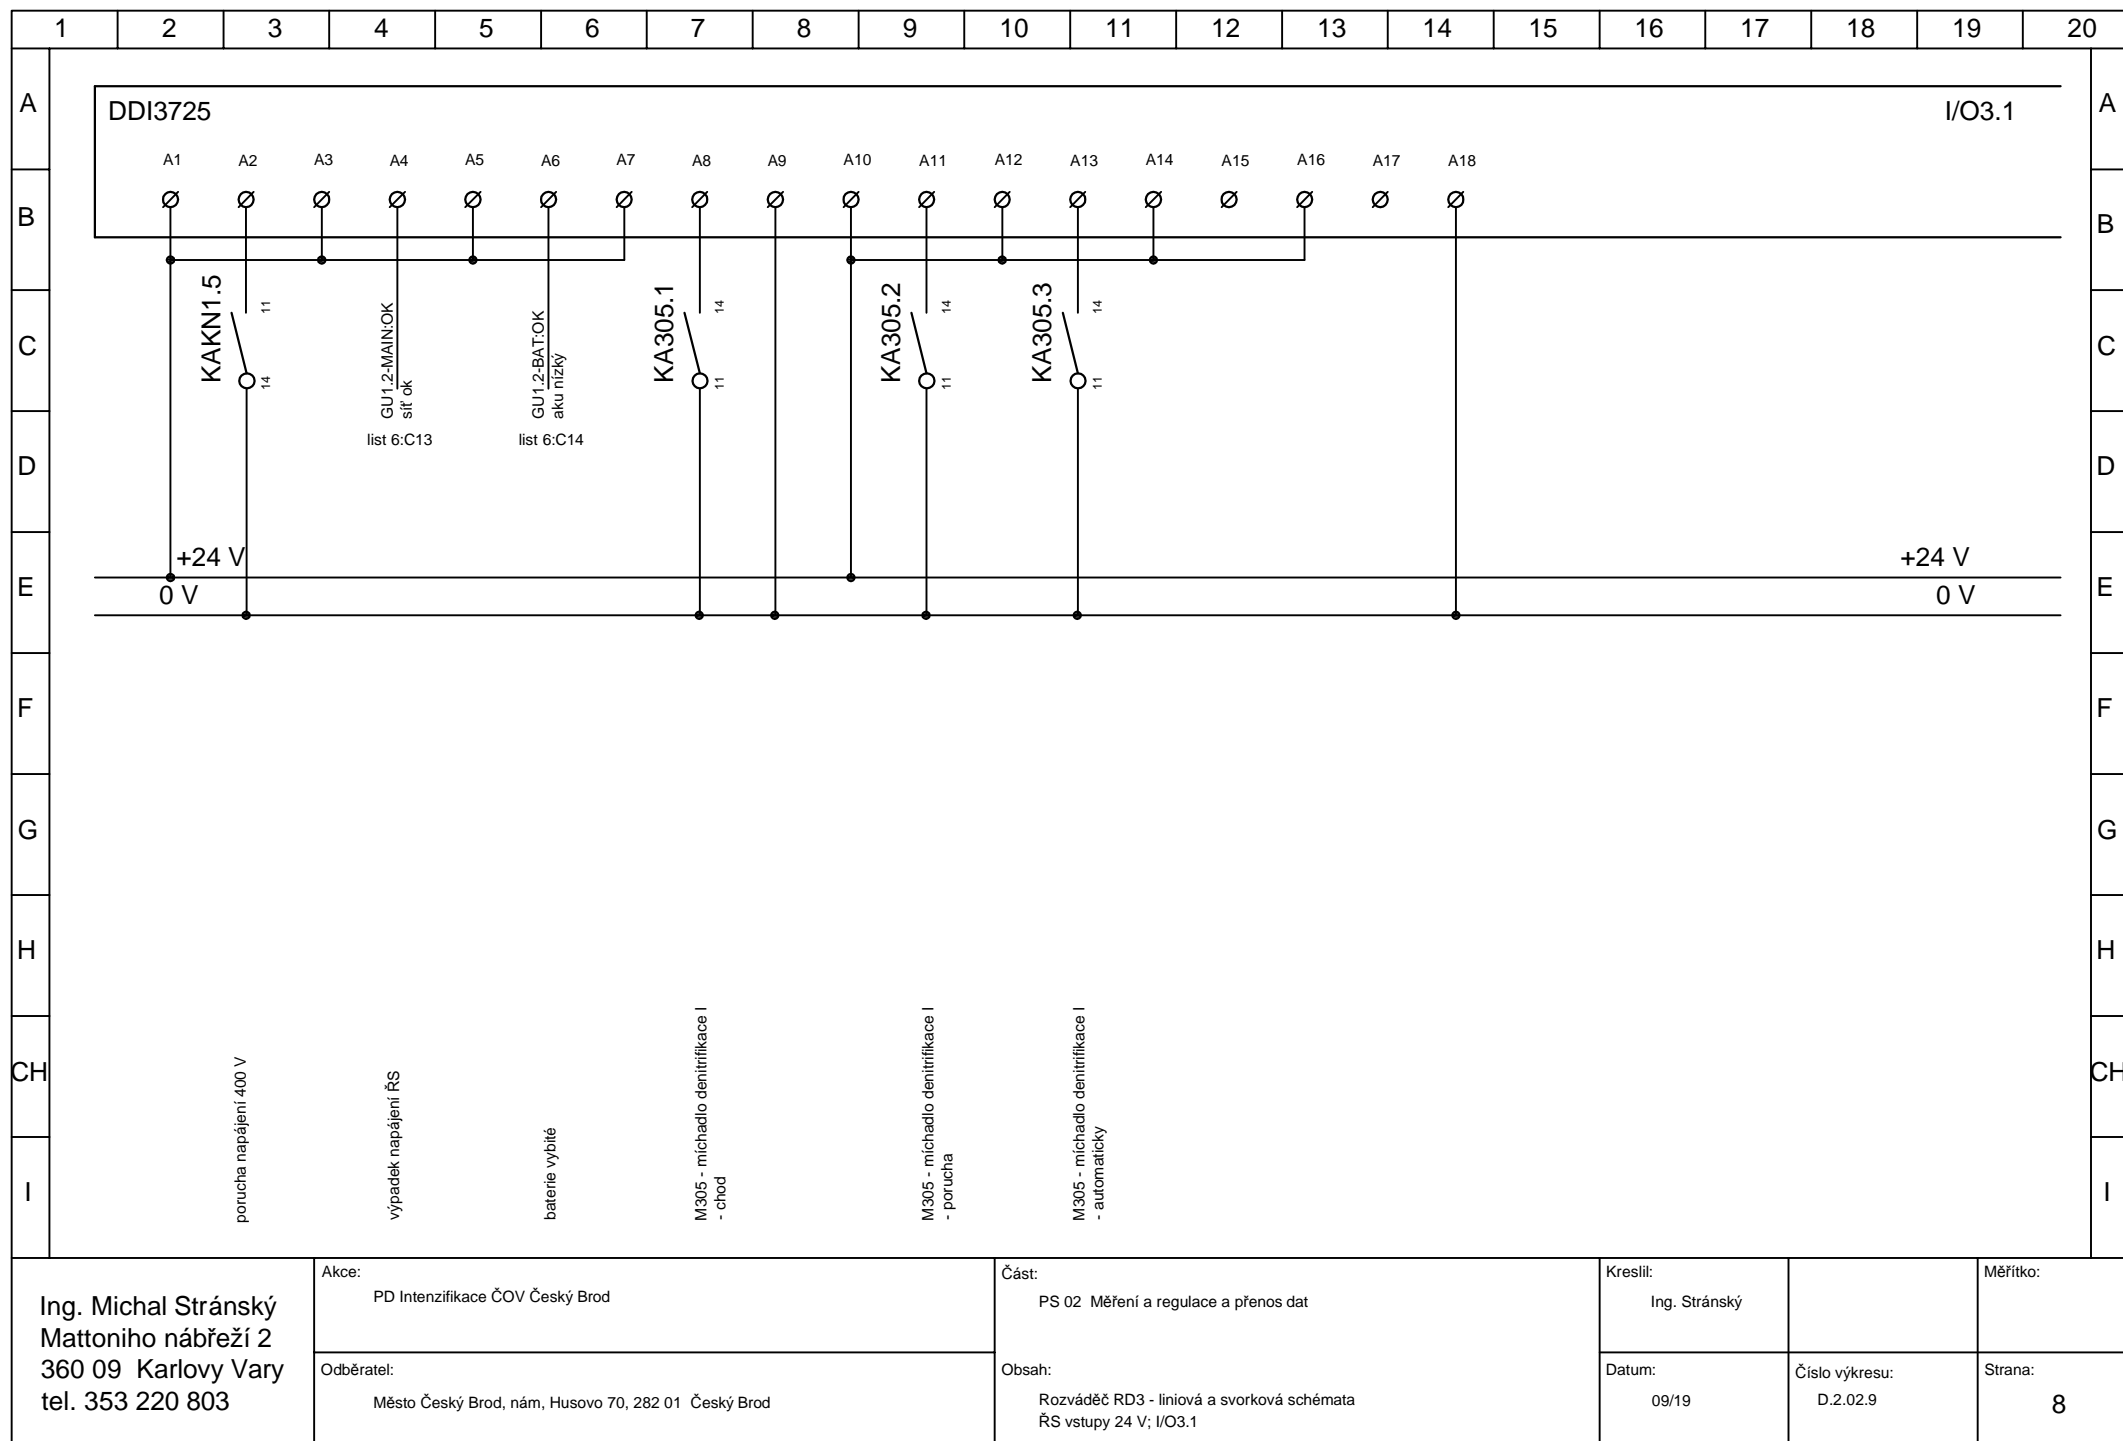 1 2 3 4 5 6 7 8 9 10 11 12 13 14 15 16 17 18 19 20
A A
DDI3725 I/O3.1
A1 A2 A3 A4 A5 A6 A7 A8 A9 A10 A11 A12 A13 A14 A15 A16 A17 A18
B B
KAKN1.5
11
14
GU1.2-MAIN:OK
síť ok
list 6:C13
GU1.2-BAT:OK
aku nízký
list 6:C14
KA305.1
14
11
KA305.2
14
11
KA305.3
14
11
C C
D D
+24 V +24 V
E E
0 V 0 V
F F
G G
H H
CH CH
I I
porucha napájení 400 V
výpadek napájení ŘS
baterie vybité
M305 - míchadlo denitrifikace I
- chod
M305 - míchadlo denitrifikace I
- porucha
M305 - míchadlo denitrifikace I
- automaticky
Ing. Michal Stránský
Mattoniho nábřeží 2
360 09 Karlovy Vary
tel. 353 220 803
Akce:
PD Intenzifikace ČOV Český Brod
Odběratel:
Město Český Brod, nám, Husovo 70, 282 01 Český Brod
Část:
PS 02 Měření a regulace a přenos dat
Obsah:
Rozváděč RD3 - liniová a svorková schémata
ŘS vstupy 24 V; I/O3.1
Kreslil:
Ing. Stránský
Měřítko:
Datum:
09/19
Číslo výkresu:
D.2.02.9
Strana:
8